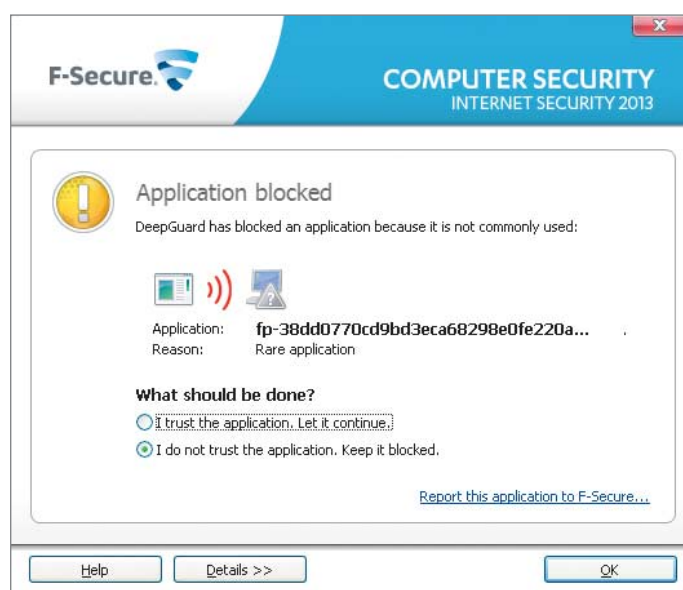 F-Secure.
COMPUTER SECURITY
INTERNET SECURITY 2013
Application blocked
DeepGuard has blocked an application because it is not commonly used:
Application: fp-38dd0770cd9bd3eca68298e0fe220a... .
Reason: Rare application
What should be done?
I trust the application. Let it continue.
I do not trust the application. Keep it blocked.
Report this application to F-Secure...
Help Details >> OK